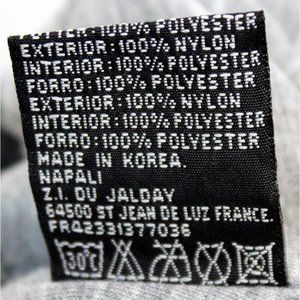 FORRO: 100% POLYESTER
EXTERIOR: 100% NYLON
INTERIOR: 100% POLYESTER
FORRO: 100% POLYESTER
EXTERIOR: 100% NYLON
INTERIOR: 100% POLYESTER
FORRO: 100% POLYESTER
MADE IN KOREA.
NAPALI
Z.I. DU JALDAY
64500 ST JEAN DE LUZ FRANCE.
FR42331377036
30°